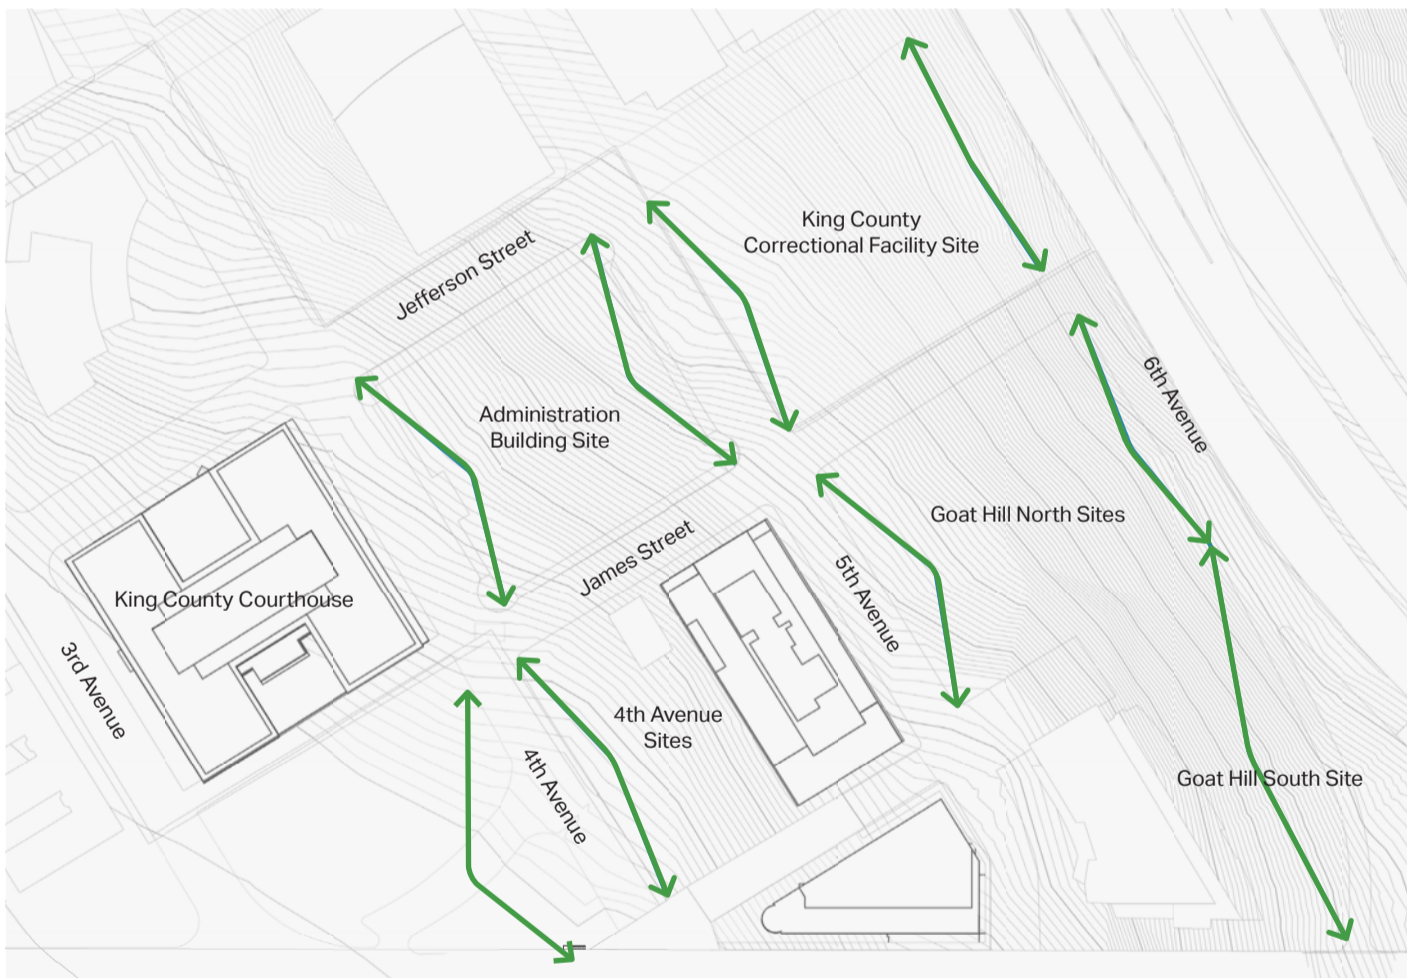 King County
Correctional Facility Site
Jefferson Street
6th Avenue
Administration
Building Site
Goat Hill North Sites
James Street
5th Avenue
King County Courthouse
3rd Avenue
4th Avenue
Sites
4th Avenue
Goat Hill South Site